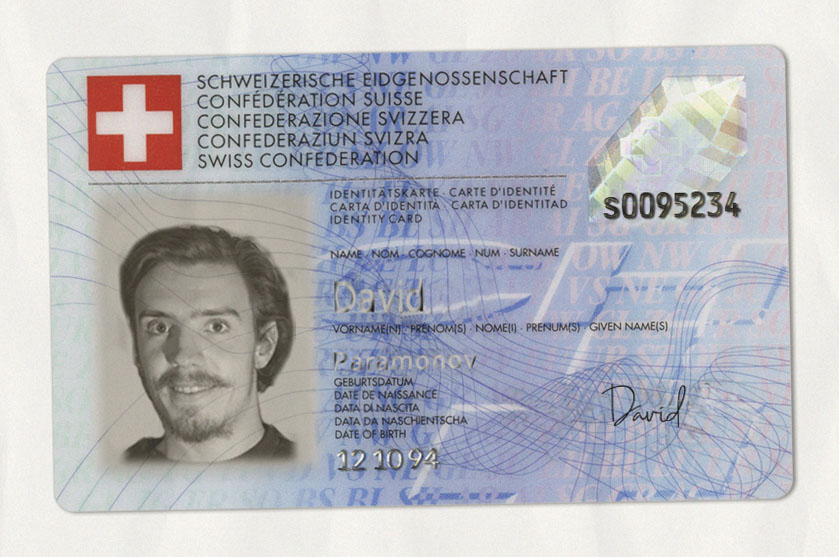 SCHWEIZERISCHE EIDGENOSSENSCHAFT
CONFÉDÉRATION SUISSE
CONFEDERAZIONE SVIZZERA
CONFEDERAZIUN SVIZRA
SWISS CONFEDERATION
IDENTITÄTSKARTE · CARTE D'IDENTITÉ
CARTA D'IDENTITÀ · CARTA D'IDENTITAD
IDENTITY CARD
S0095234
NAME · NOM · COGNOME · NUM · SURNAME
David
VORNAME(N) · PRÉNOM(S) · NOME(I) · PRENUM(S) · GIVEN NAME(S)
Paramonov
GEBURTSDATUM
DATE DE NAISSANCE
DATA DI NASCITA
DATA DA NASCHIENTSCHA
DATE OF BIRTH
12 10 94
David